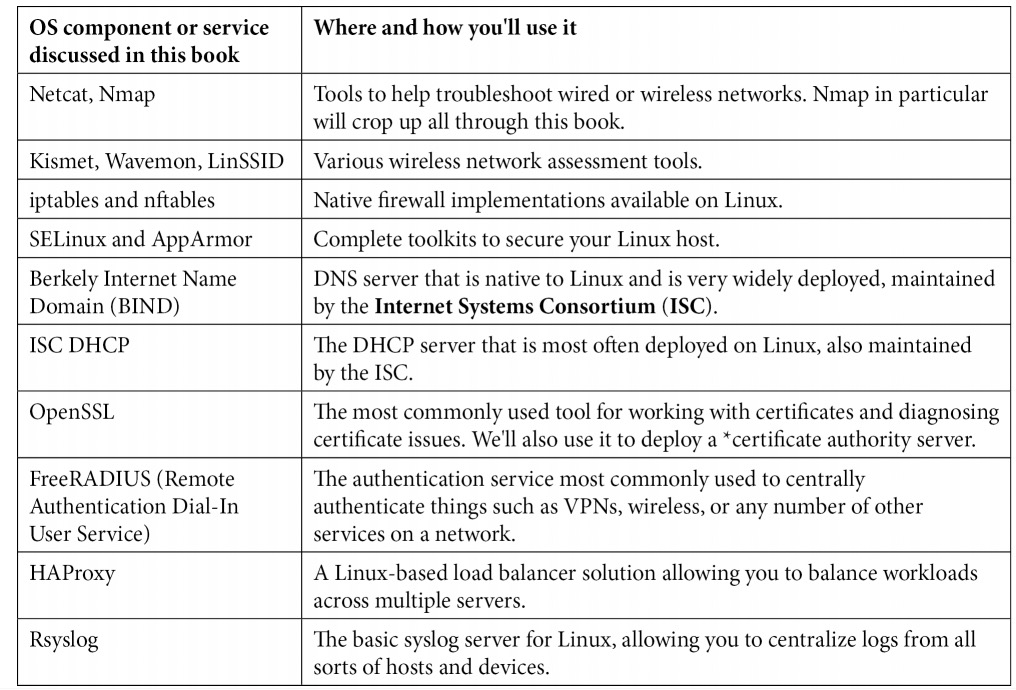 OS component or service
discussed in this book
Where and how you'll use it
Netcat, Nmap
Tools to help troubleshoot wired or wireless networks. Nmap in particular
will crop up all through this book.
Kismet, Wavemon, LinSSID
Various wireless network assessment tools.
iptables and nftables
Native firewall implementations available on Linux.
SELinux and AppArmor
Complete toolkits to secure your Linux host.
Berkely Internet Name
Domain (BIND)
DNS server that is native to Linux and is very widely deployed, maintained
by the Internet Systems Consortium (ISC).
ISC DHCP
The DHCP server that is most often deployed on Linux, also maintained
by the ISC.
OpenSSL
The most commonly used tool for working with certificates and diagnosing
certificate issues. We'll also use it to deploy a *certificate authority server.
FreeRADIUS (Remote
Authentication Dial-In
User Service)
The authentication service most commonly used to centrally
authenticate things such as VPNs, wireless, or any number of other
services on a network.
HAProxy
A Linux-based load balancer solution allowing you to balance workloads
across multiple servers.
Rsyslog
The basic syslog server for Linux, allowing you to centralize logs from all
sorts of hosts and devices.